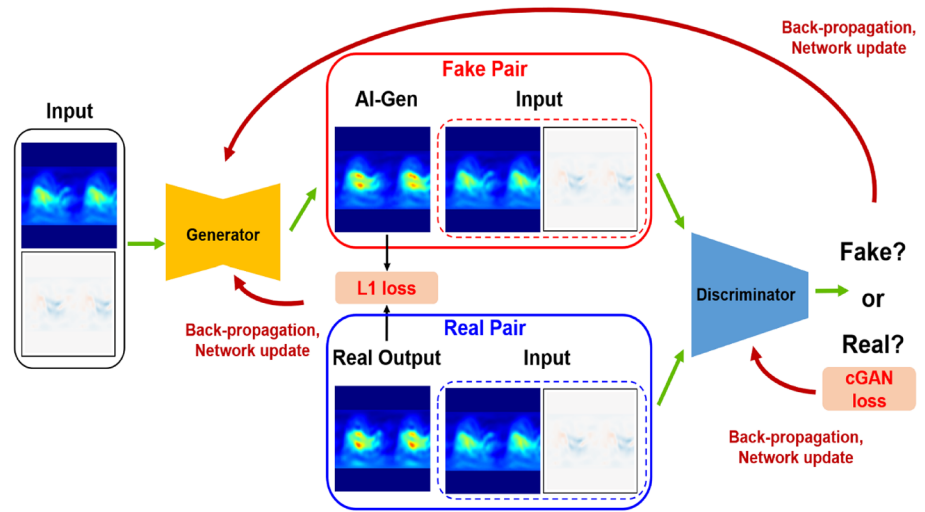 Back-propagation,
Network update
Fake Pair
AI-Gen
Input
Input
Generator
Fake?
or
Real?
L1 loss
Discriminator
Back-propagation,
Network update
Real Pair
Real Output
Input
cGAN
loss
Back-propagation,
Network update